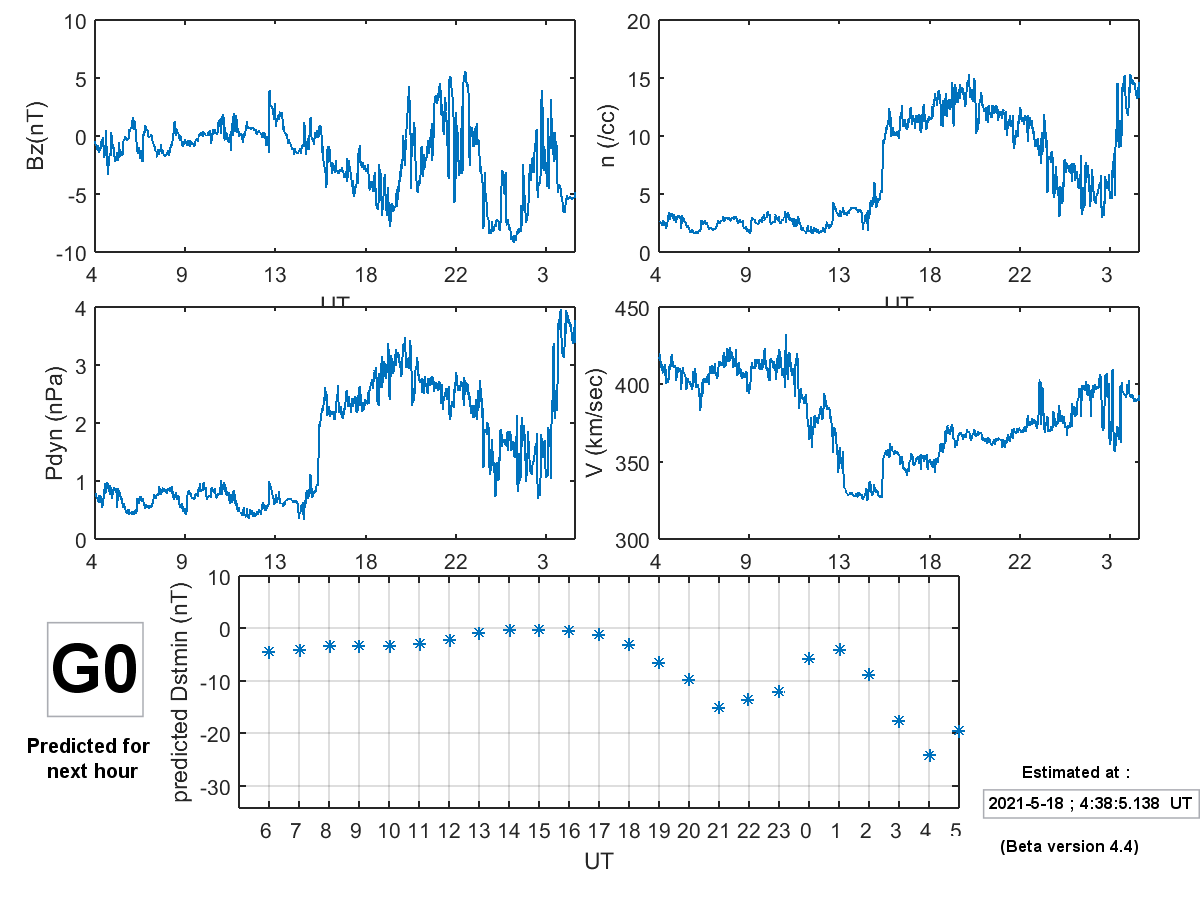 10
5
0
-5
-10
Bz(nT)
4 9 13 18 22 3
UT
20
15
10
5
0
n (/cc)
4 9 13 18 22 3
UT
4
3
2
1
0
Pdyn (nPa)
4 9 13 18 22 3
450
400
350
300
V (km/sec)
4 9 13 18 22 3
10
0
-10
-20
-30
predicted Dstmin (nT)
6 7 8 9 10 11 12 13 14 15 16 17 18 19 20 21 22 23 0 1 2 3 4 5
UT
G0
Predicted for
next hour
Estimated at :
2021-5-18 ; 4:38:5.138 UT
(Beta version 4.4)